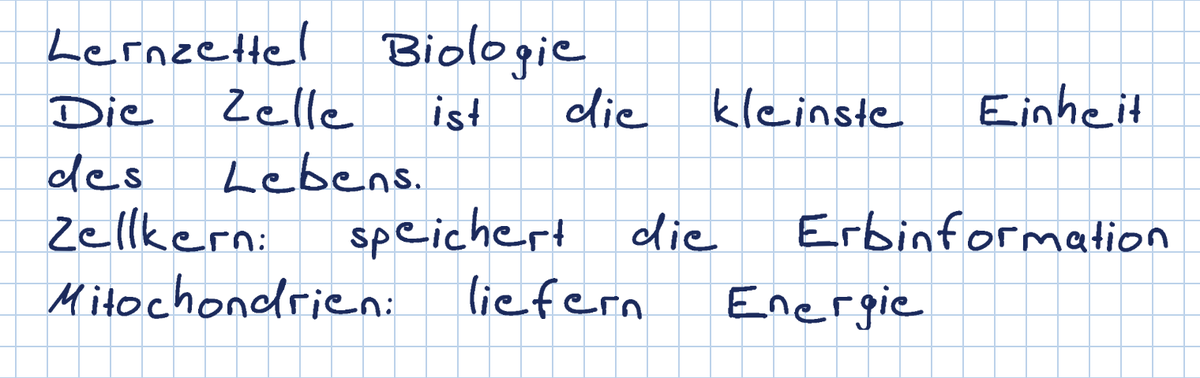 Lernzettel Biologie
Die Zelle ist die kleinste Einheit
des Lebens.
Zellkern: speichert die Erbinformation
Mitochondrien: liefern Energie